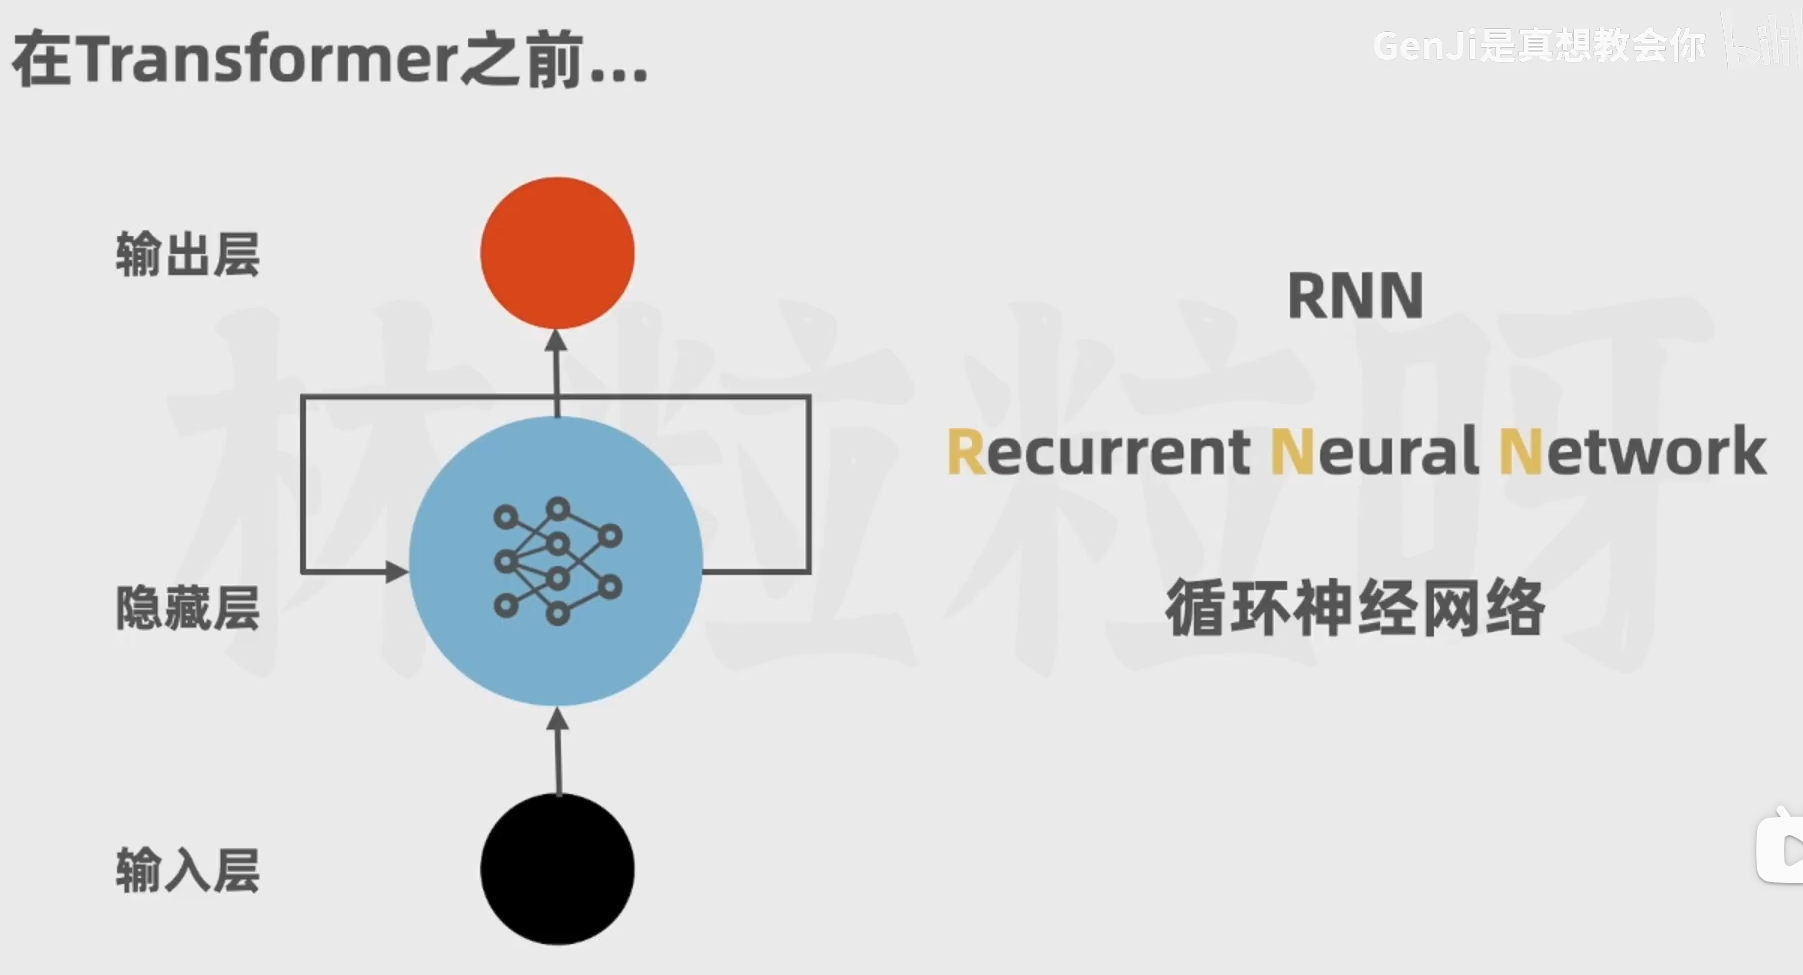 在Transformer之前...
GenJi是真想教会你
bilibili
输出层
RNN
Recurrent Neural Network
隐藏层
循环神经网络
输入层
林粒粒呀